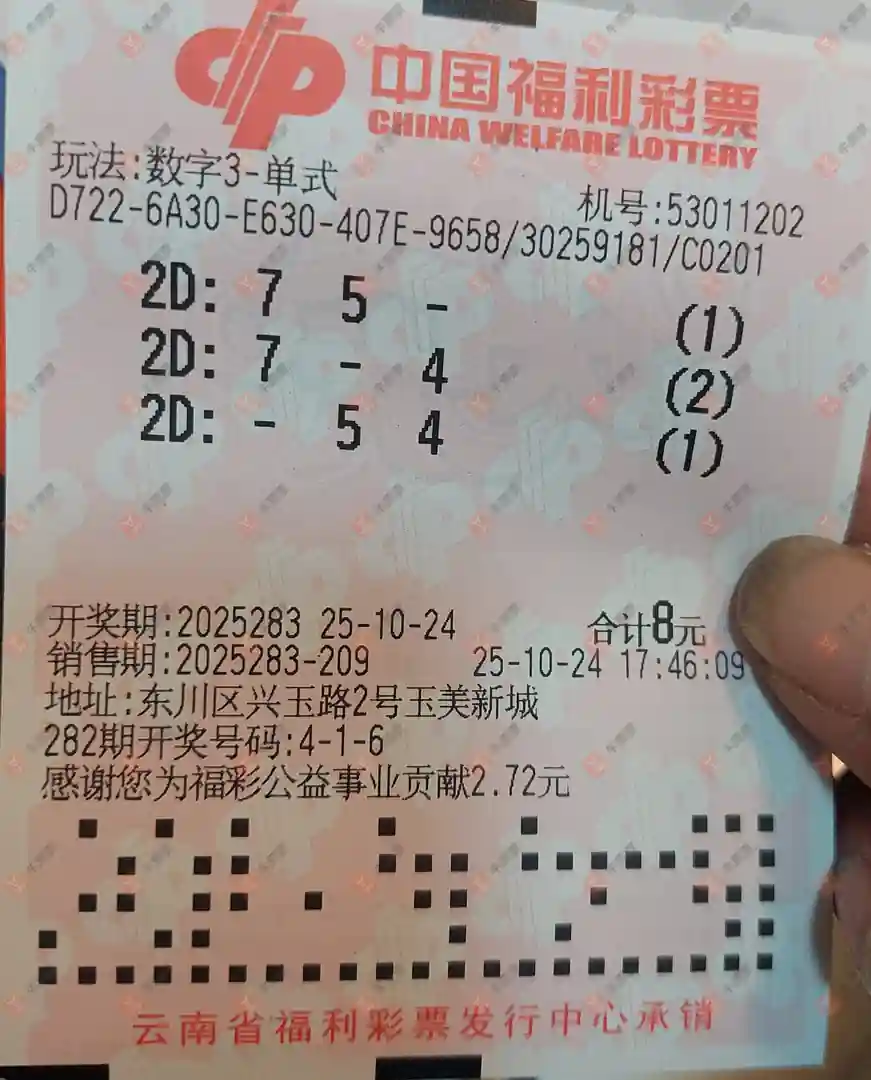 中国福利彩票
CHINA WELFARE LOTTERY
玩法:数字3-单式
机号:53011202
D722-6A30-E630-407E-9658/30259181/C0201
2D: 7 5 - (1)
2D: 7 - 4 (2)
2D: - 5 4 (1)
开奖期:2025283 25-10-24 合计8元
销售期:2025283-209 25-10-24 17:46:09
地址:东川区兴玉路2号玉美新城
282期开奖号码:4-1-6
感谢您为福彩公益事业贡献2.72元
云南省福利彩票发行中心承销